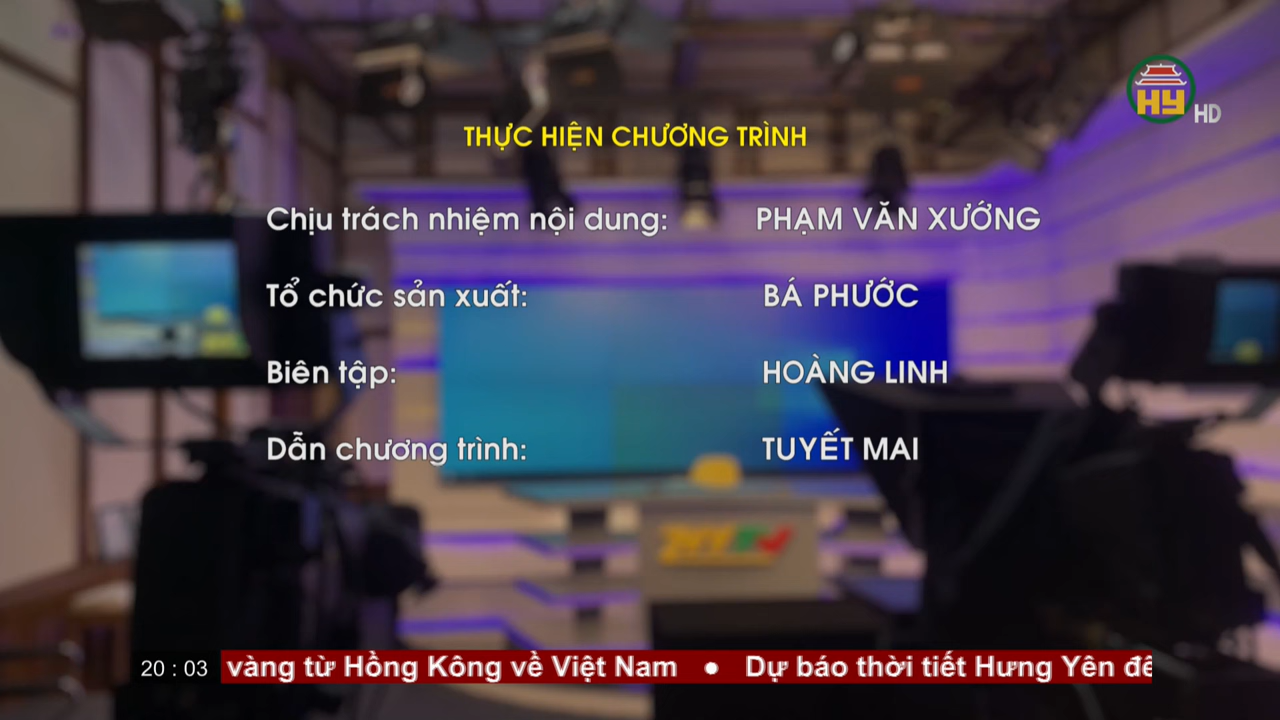 HY HD
THỰC HIỆN CHƯƠNG TRÌNH
Chịu trách nhiệm nội dung: PHẠM VĂN XƯỚNG
Tổ chức sản xuất: BÁ PHƯỚC
Biên tập: HOÀNG LINH
Dẫn chương trình: TUYẾT MAI
20 : 03 vàng từ Hồng Kông về Việt Nam ● Dự báo thời tiết Hưng Yên đê